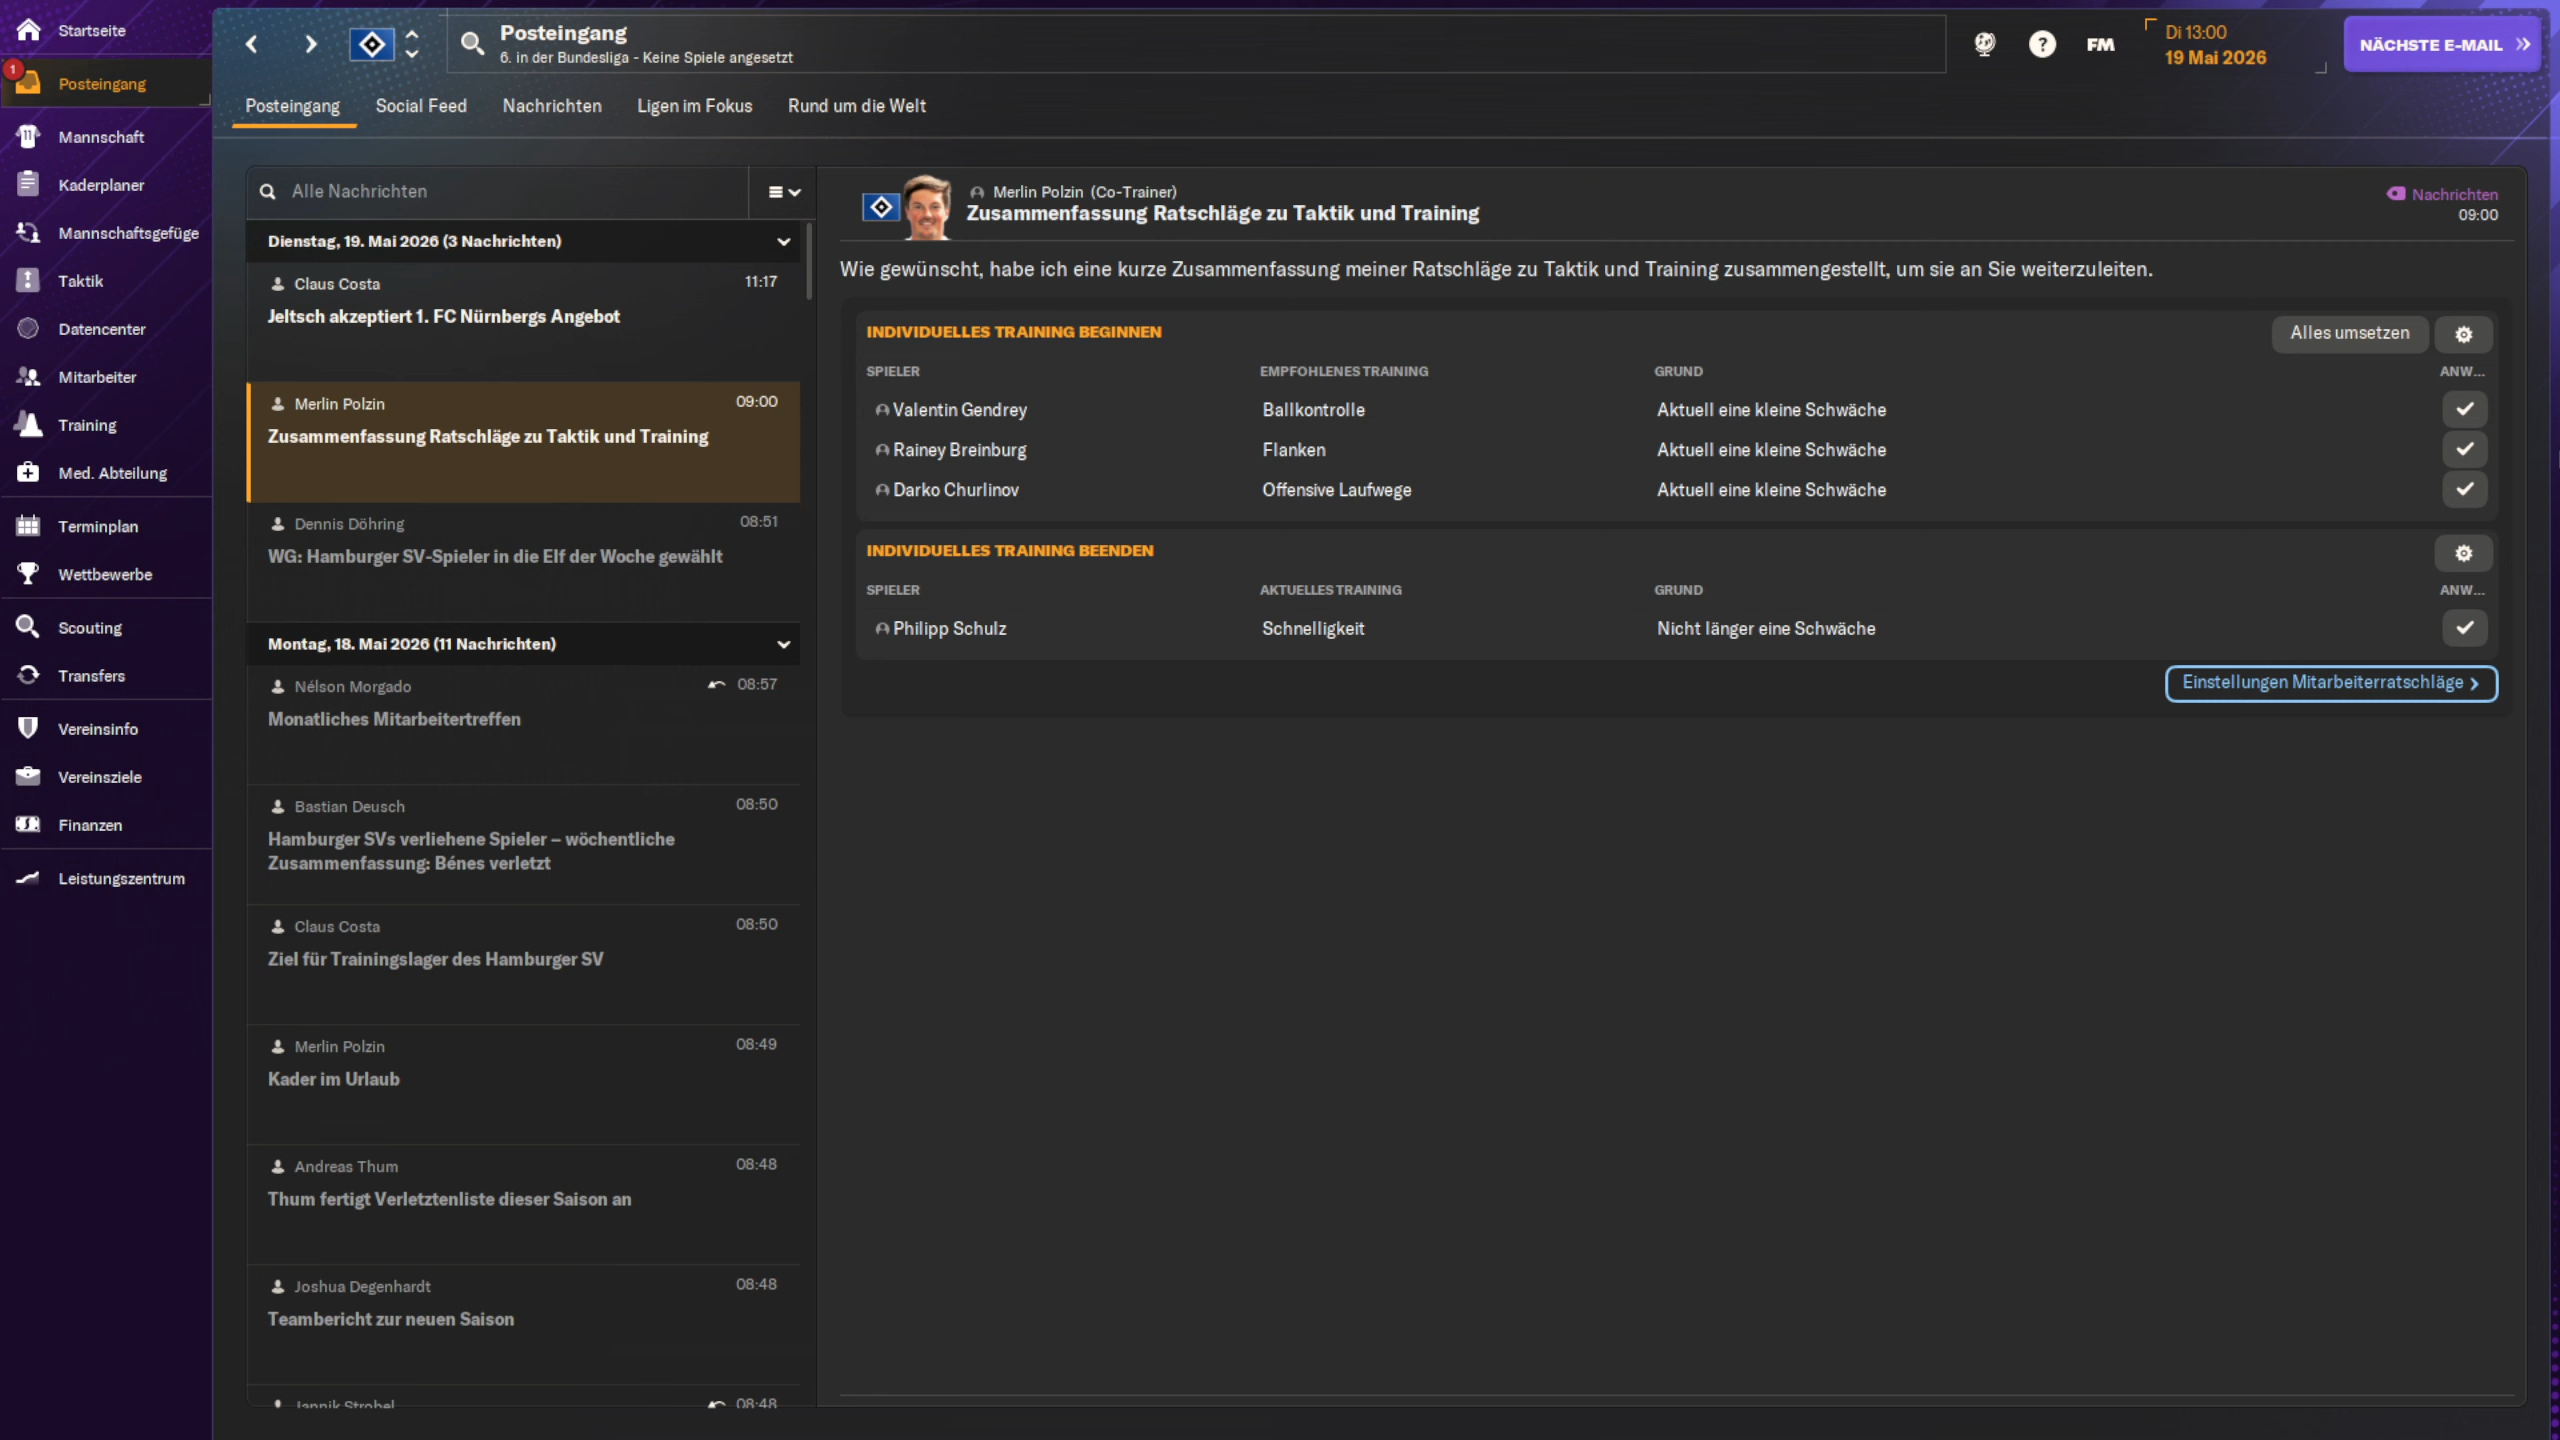 Startseite
1
Posteingang
Mannschaft
Kaderplaner
Mannschaftsgefüge
Taktik
Datencenter
Mitarbeiter
Training
Med. Abteilung
Terminplan
Wettbewerbe
Scouting
Transfers
Vereinsinfo
Vereinsziele
Finanzen
Leistungszentrum
Posteingang
6. in der Bundesliga - Keine Spiele angesetzt
FM
Di 13:00
19 Mai 2026
NÄCHSTE E-MAIL
Posteingang Social Feed Nachrichten Ligen im Fokus Rund um die Welt
Alle Nachrichten
Dienstag, 19. Mai 2026 (3 Nachrichten)
Claus Costa 11:17
Jeltsch akzeptiert 1. FC Nürnbergs Angebot
Merlin Polzin 09:00
Zusammenfassung Ratschläge zu Taktik und Training
Dennis Döhring 08:51
WG: Hamburger SV-Spieler in die Elf der Woche gewählt
Montag, 18. Mai 2026 (11 Nachrichten)
Nélson Morgado 08:57
Monatliches Mitarbeitertreffen
Bastian Deusch 08:50
Hamburger SVs verliehene Spieler – wöchentliche
Zusammenfassung: Bénes verletzt
Claus Costa 08:50
Ziel für Trainingslager des Hamburger SV
Merlin Polzin 08:49
Kader im Urlaub
Andreas Thum 08:48
Thum fertigt Verletztenliste dieser Saison an
Joshua Degenhardt 08:48
Teambericht zur neuen Saison
Jannik Strobel 08:48
Merlin Polzin (Co-Trainer)
Zusammenfassung Ratschläge zu Taktik und Training
Nachrichten
09:00
Wie gewünscht, habe ich eine kurze Zusammenfassung meiner Ratschläge zu Taktik und Training zusammengestellt, um sie an Sie weiterzuleiten.
INDIVIDUELLES TRAINING BEGINNEN Alles umsetzen
SPIELER EMPFOHLENES TRAINING GRUND ANW...
Valentin Gendrey Ballkontrolle Aktuell eine kleine Schwäche
Rainey Breinburg Flanken Aktuell eine kleine Schwäche
Darko Churlinov Offensive Laufwege Aktuell eine kleine Schwäche
INDIVIDUELLES TRAINING BEENDEN
SPIELER AKTUELLES TRAINING GRUND ANW...
Philipp Schulz Schnelligkeit Nicht länger eine Schwäche
Einstellungen Mitarbeiterratschläge